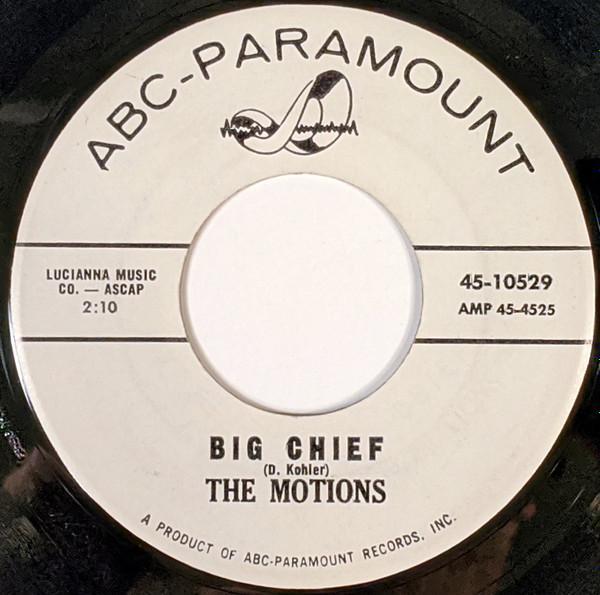 ABC-PARAMOUNT
LUCIANNA MUSIC
CO. — ASCAP
2:10
45-10529
AMP 45-4525
BIG CHIEF
(D. Kohler)
THE MOTIONS
A PRODUCT OF ABC-PARAMOUNT RECORDS, INC.